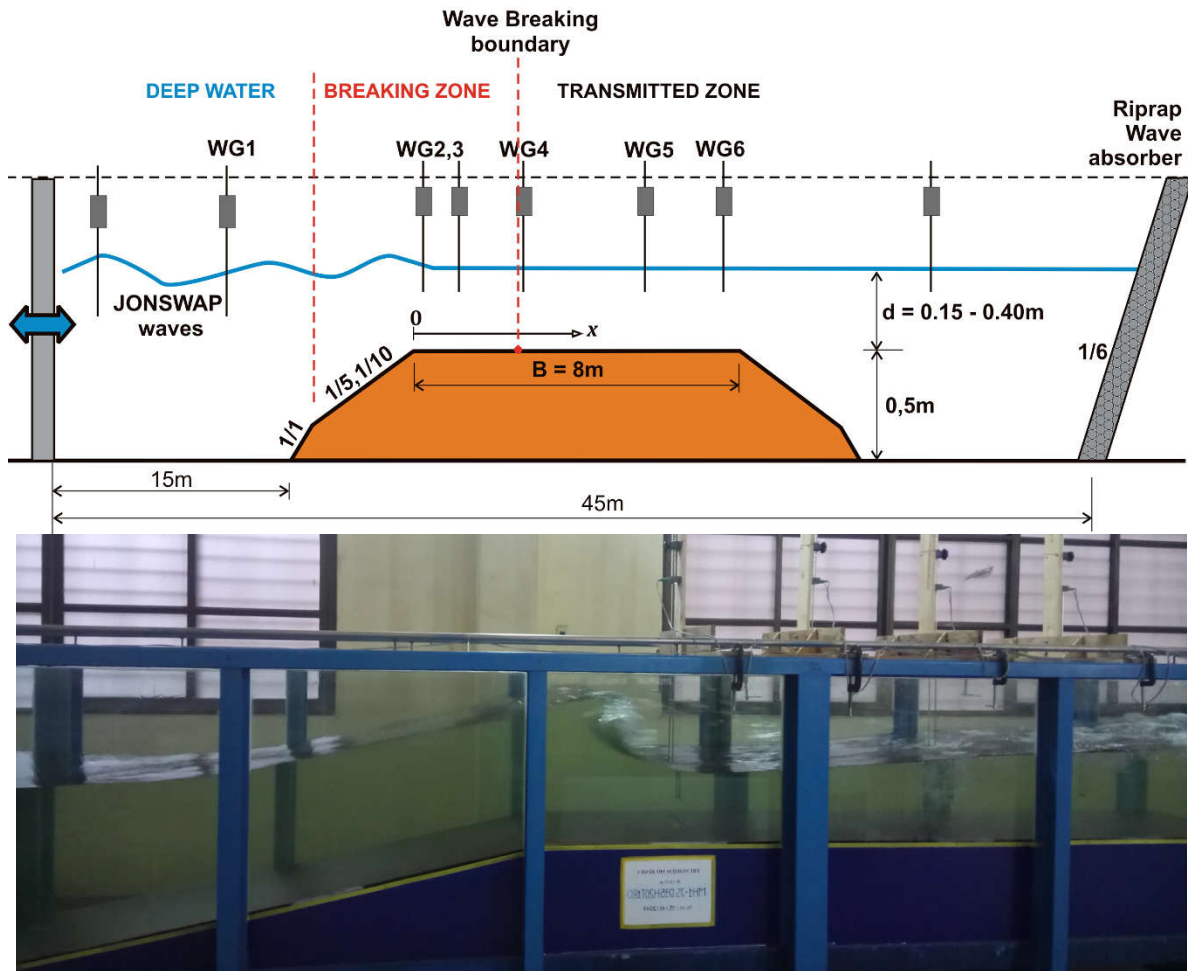 Wave Breaking
boundary
DEEP WATER
BREAKING ZONE
TRANSMITTED ZONE
Riprap
Wave
absorber
WG1
WG2,3
WG4
WG5
WG6
JONSWAP
waves
d = 0.15 - 0.40m
0
x
1/5,1/10
B = 8m
1/6
0,5m
1/1
15m
45m